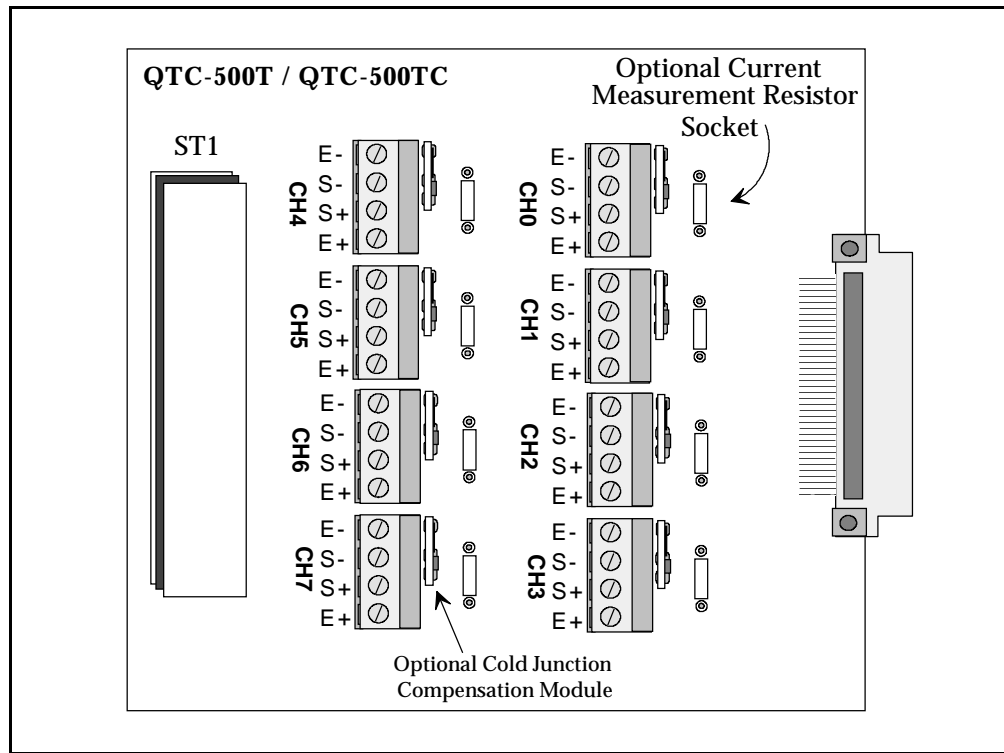 QTC-500T / QTC-500TC
Optional Current
Measurement Resistor
Socket
ST1
CH4
E-
S-
S+
E+
CH0
E-
S-
S+
E+
CH5
E-
S-
S+
E+
CH1
E-
S-
S+
E+
CH6
E-
S-
S+
E+
CH2
E-
S-
S+
E+
CH7
E-
S-
S+
E+
CH3
E-
S-
S+
E+
Optional Cold Junction
Compensation Module